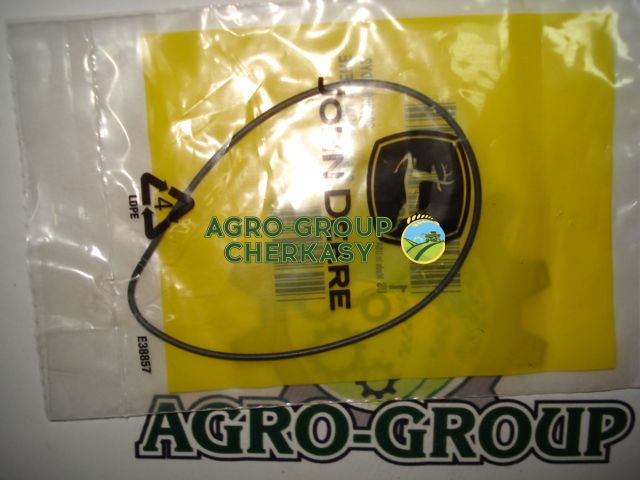 JOHN DEERE
4
LDPE
AGRO-GROUP
CHERKASY
E38857
AGRO-GROUP